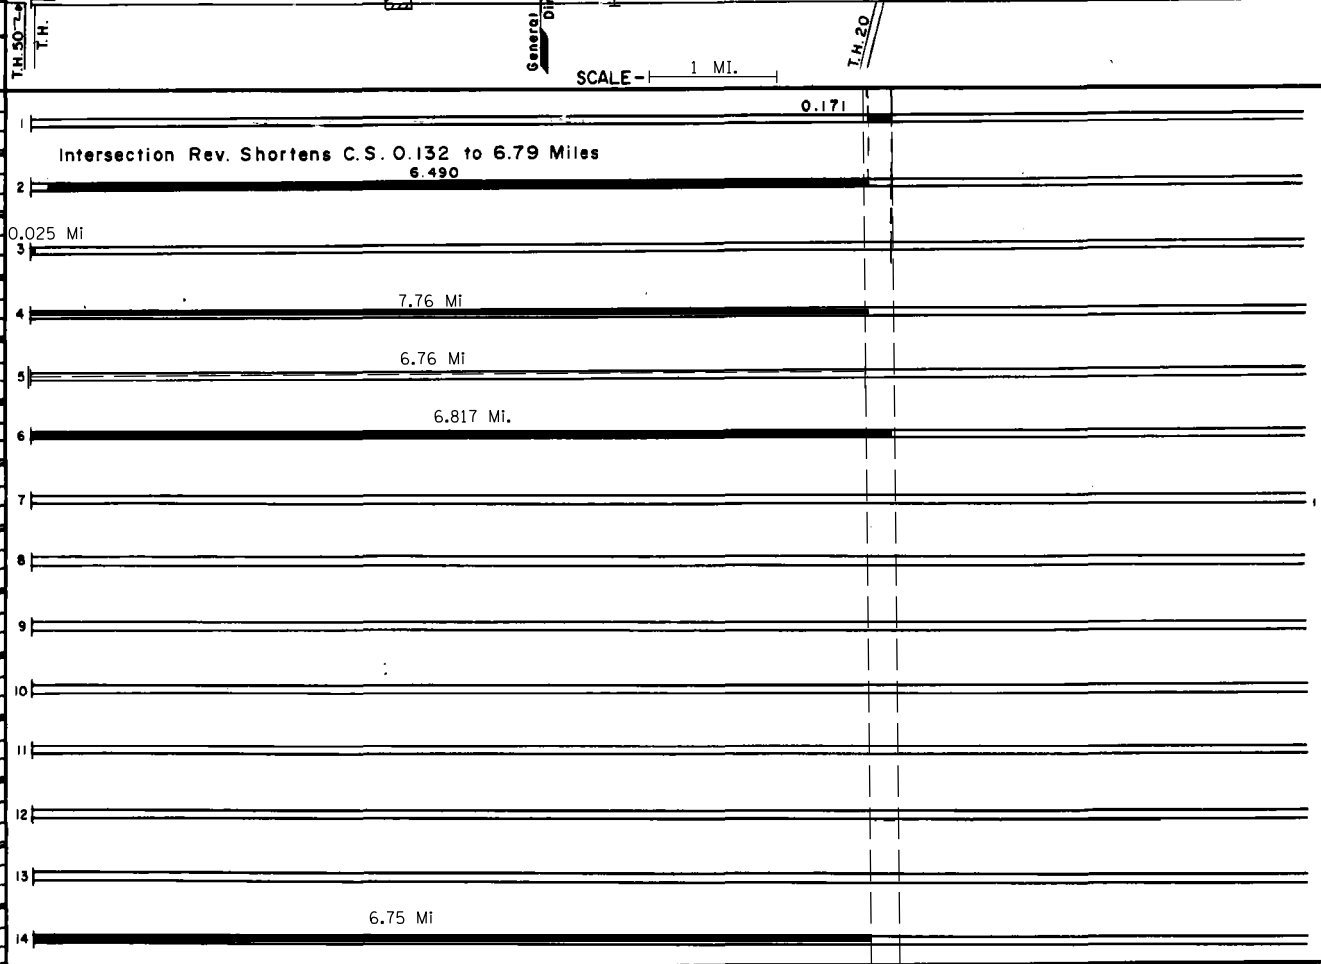 T.H. 50
T.H.
General
Dir
T.H. 20
SCALE- 1 MI.
1
0.171
Intersection Rev. Shortens C.S. 0.132 to 6.79 Miles
6.490
2
0.025 Mi
3
7.76 Mi
4
6.76 Mi
5
6.817 Mi.
6
7
8
9
10
11
12
13
6.75 Mi
14